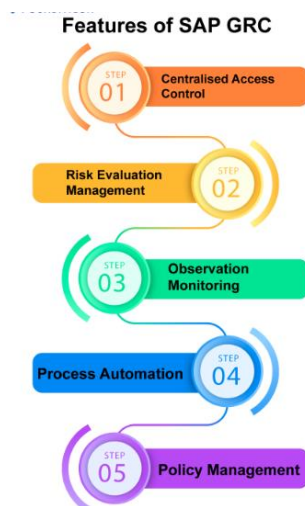 Features of SAP GRC
STEP
01
Centralised Access
Control
Risk Evaluation
Management
STEP
02
STEP
03
Observation
Monitoring
Process Automation
STEP
04
STEP
05
Policy Management